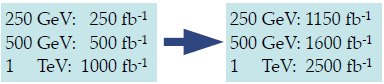 250 GeV: 250 fb⁻¹
500 GeV: 500 fb⁻¹
1 TeV: 1000 fb⁻¹
250 GeV: 1150 fb⁻¹
500 GeV: 1600 fb⁻¹
1 TeV: 2500 fb⁻¹